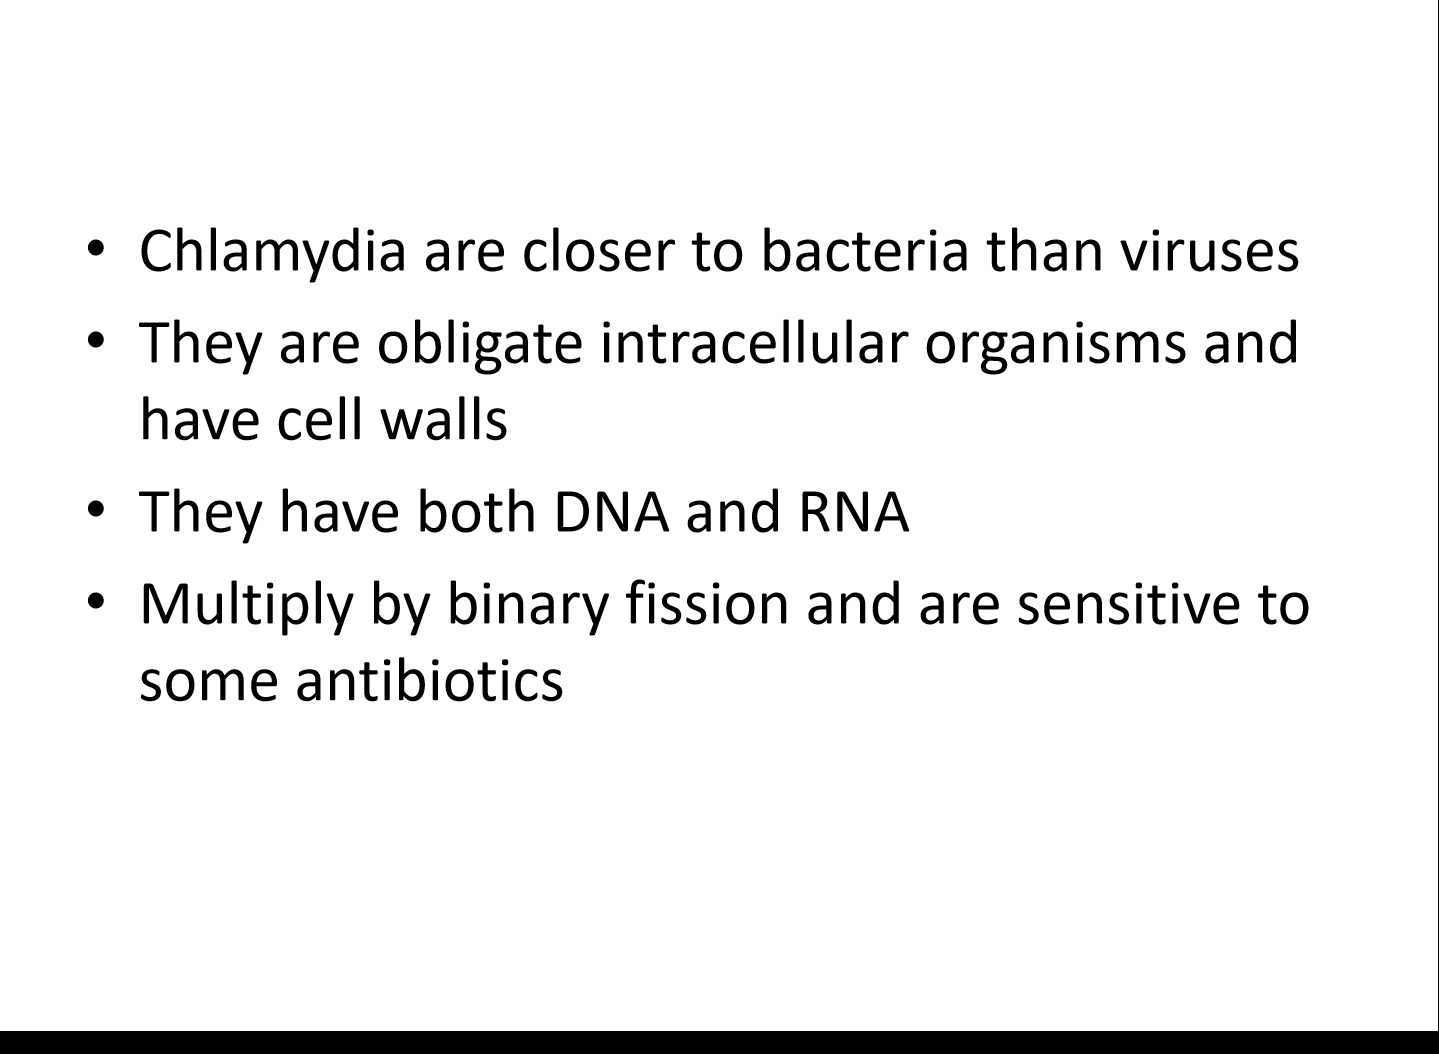 • Chlamydia are closer to bacteria than viruses
• They are obligate intracellular organisms and
have cell walls
• They have both DNA and RNA
• Multiply by binary fission and are sensitive to
some antibiotics